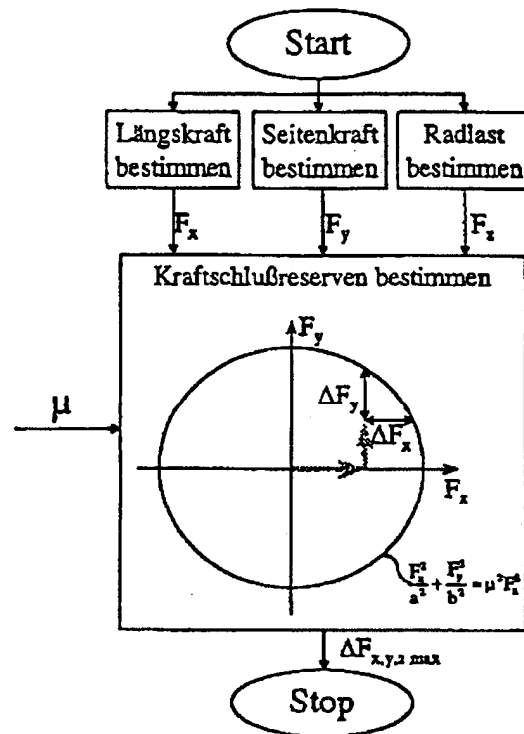 Start
Längskraft
bestimmen
Seitenkraft
bestimmen
Radlast
bestimmen
F_x
F_y
F_z
Kraftschlußreserven bestimmen
F_y
ΔF_y
ΔF_x
μ
F_x
F_x²/a² + F_y²/b² = μ²F_z²
ΔF_x,y,z max
Stop